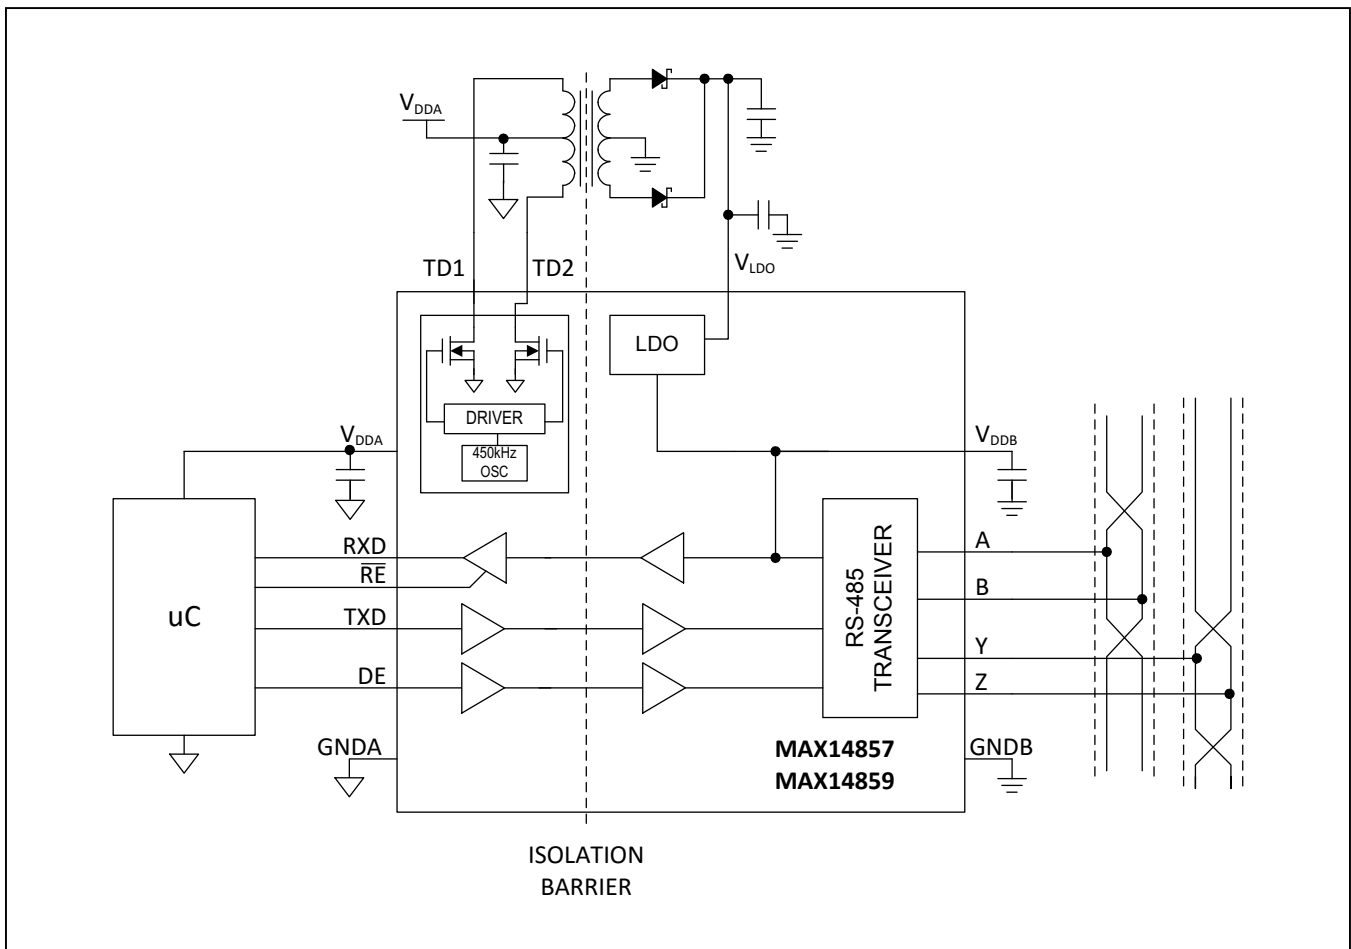 VDDA
TD1
TD2
VLDO
LDO
DRIVER
450kHz
OSC
VDDA
VDDB
uC
RXD
RE
TXD
DE
GNDA
RS-485
TRANSCEIVER
A
B
Y
Z
MAX14857
MAX14859
GNDB
ISOLATION
BARRIER